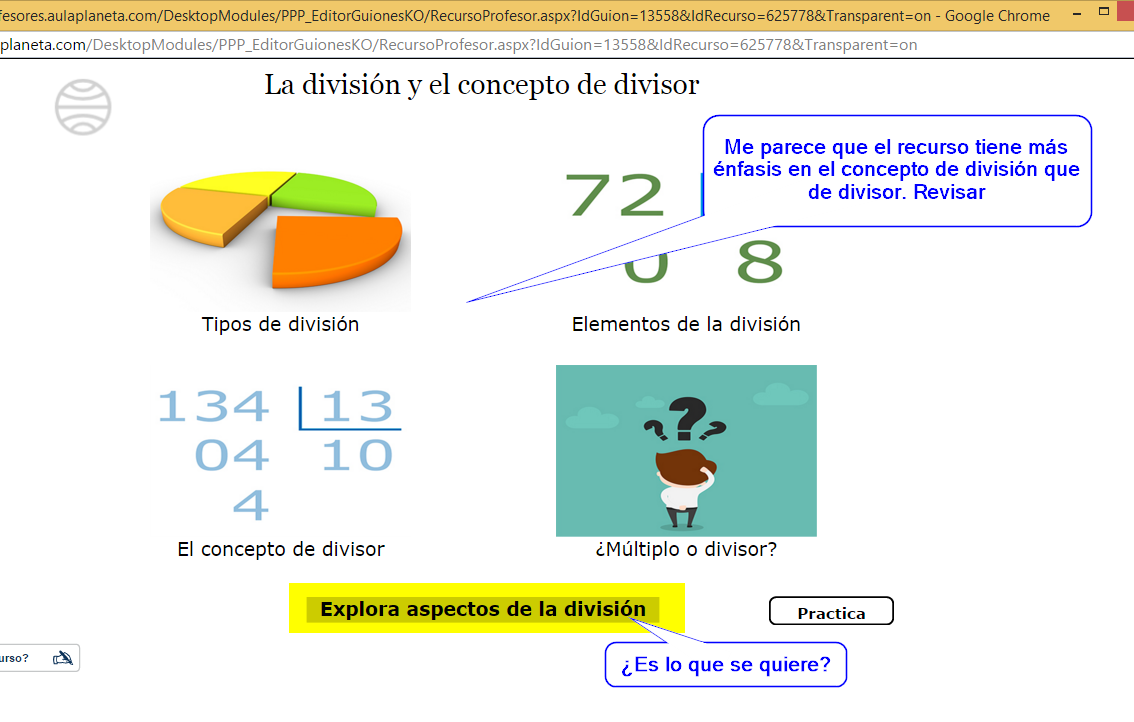 fesores.aulaplaneta.com/DesktopModules/PPP_EditorGuionesKO/RecursoProfesor.aspx?IdGuion=13558&IdRecurso=625778&Transparent=on - Google Chrome
planeta.com/DesktopModules/PPP_EditorGuionesKO/RecursoProfesor.aspx?IdGuion=13558&IdRecurso=625778&Transparent=on
La división y el concepto de divisor
Me parece que el recurso tiene más
énfasis en el concepto de división que
de divisor. Revisar
72
0 8
Tipos de división
Elementos de la división
134 13
04 10
4
???
El concepto de divisor
¿Múltiplo o divisor?
Explora aspectos de la división
Practica
¿Es lo que se quiere?
urso?